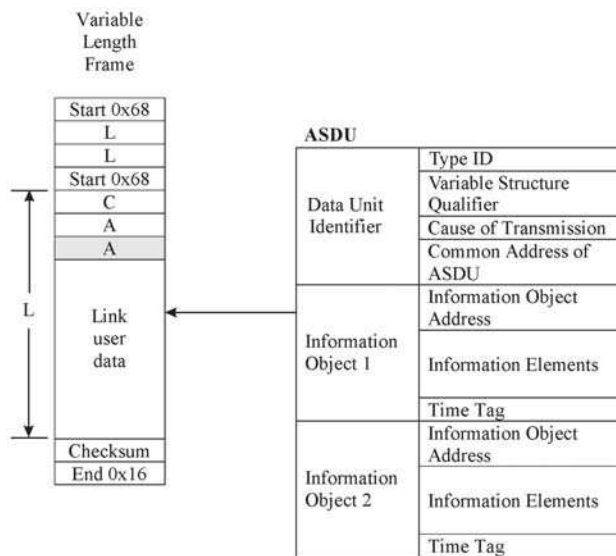 Variable
Length
Frame
Start 0x68
L
L
Start 0x68
C
A
A
L
Link
user
data
Checksum
End 0x16
ASDU
Data Unit
Identifier
Type ID
Variable Structure
Qualifier
Cause of Transmission
Common Address of
ASDU
Information
Object 1
Information Object
Address
Information Elements
Time Tag
Information
Object 2
Information Object
Address
Information Elements
Time Tag